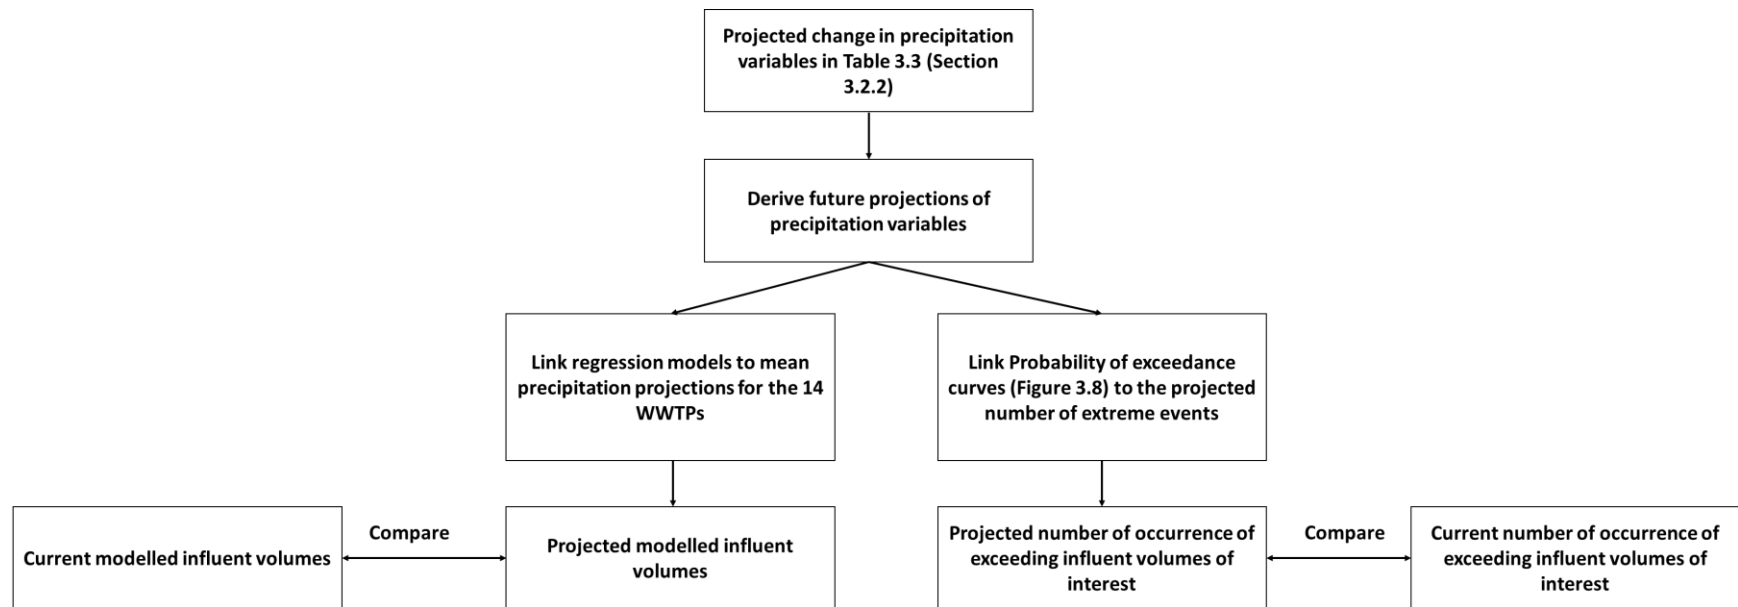 Projected change in precipitation
variables in Table 3.3 (Section
3.2.2)
Derive future projections of
precipitation variables
Link regression models to mean
precipitation projections for the 14
WWTPs
Link Probability of exceedance
curves (Figure 3.8) to the projected
number of extreme events
Current modelled influent volumes
Compare
Projected modelled influent
volumes
Projected number of occurrence of
exceeding influent volumes of
interest
Compare
Current number of occurrence of
exceeding influent volumes of
interest